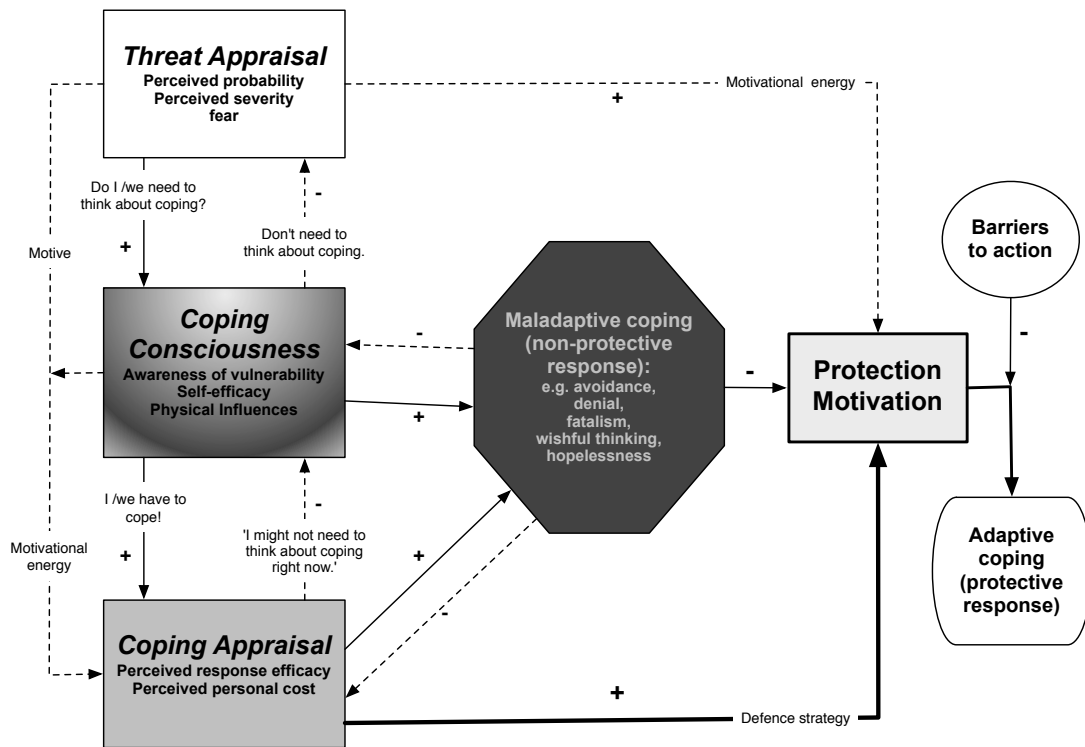 Threat Appraisal
Perceived probability
Perceived severity
fear
Motivational energy
+
Do I /we need to
think about coping?
-
+
Motive
Don't need to
think about coping.
Barriers
to action
-
Coping
Consciousness
Awareness of vulnerability
Self-efficacy
Physical Influences
-
+
Maladaptive coping
(non-protective
response):
e.g. avoidance,
denial,
fatalism,
wishful thinking,
hopelessness
-
Protection
Motivation
I /we have to
cope!
-
+
Motivational
energy
'I might not need to
think about coping
right now.'
+
-
Adaptive
coping
(protective
response)
Coping Appraisal
Perceived response efficacy
Perceived personal cost
+
Defence strategy